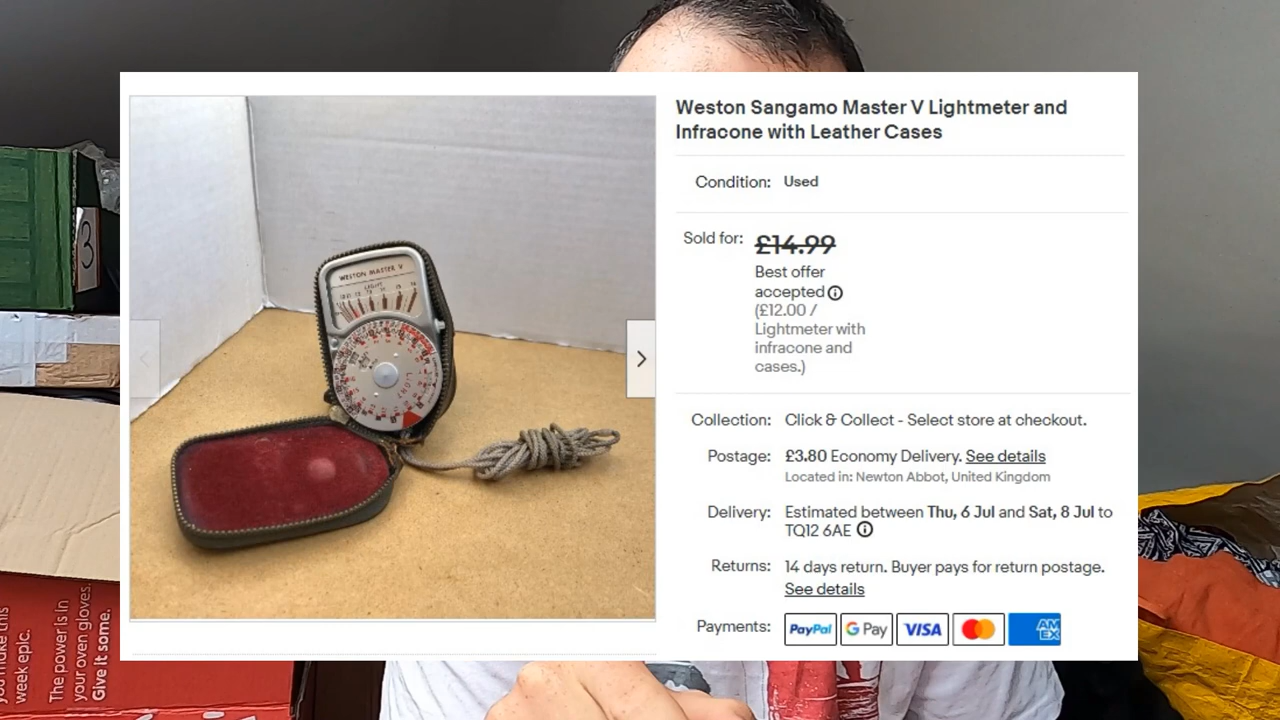 Weston Sangamo Master V Lightmeter and
Infracone with Leather Cases
Condition: Used
Sold for: £14.99
Best offer
accepted
(£12.00 /
Lightmeter with
infracone and
cases.)
Collection: Click & Collect - Select store at checkout.
Postage: £3.80 Economy Delivery. See details
Located in: Newton Abbot, United Kingdom
Delivery: Estimated between Thu, 6 Jul and Sat, 8 Jul to
TQ12 6AE
Returns: 14 days return. Buyer pays for return postage.
See details
Payments: PayPal G Pay VISA AM EX
WESTON MASTER V
LIGHT
3
week epic.
The power is in
your oven gloves.
Give it some.